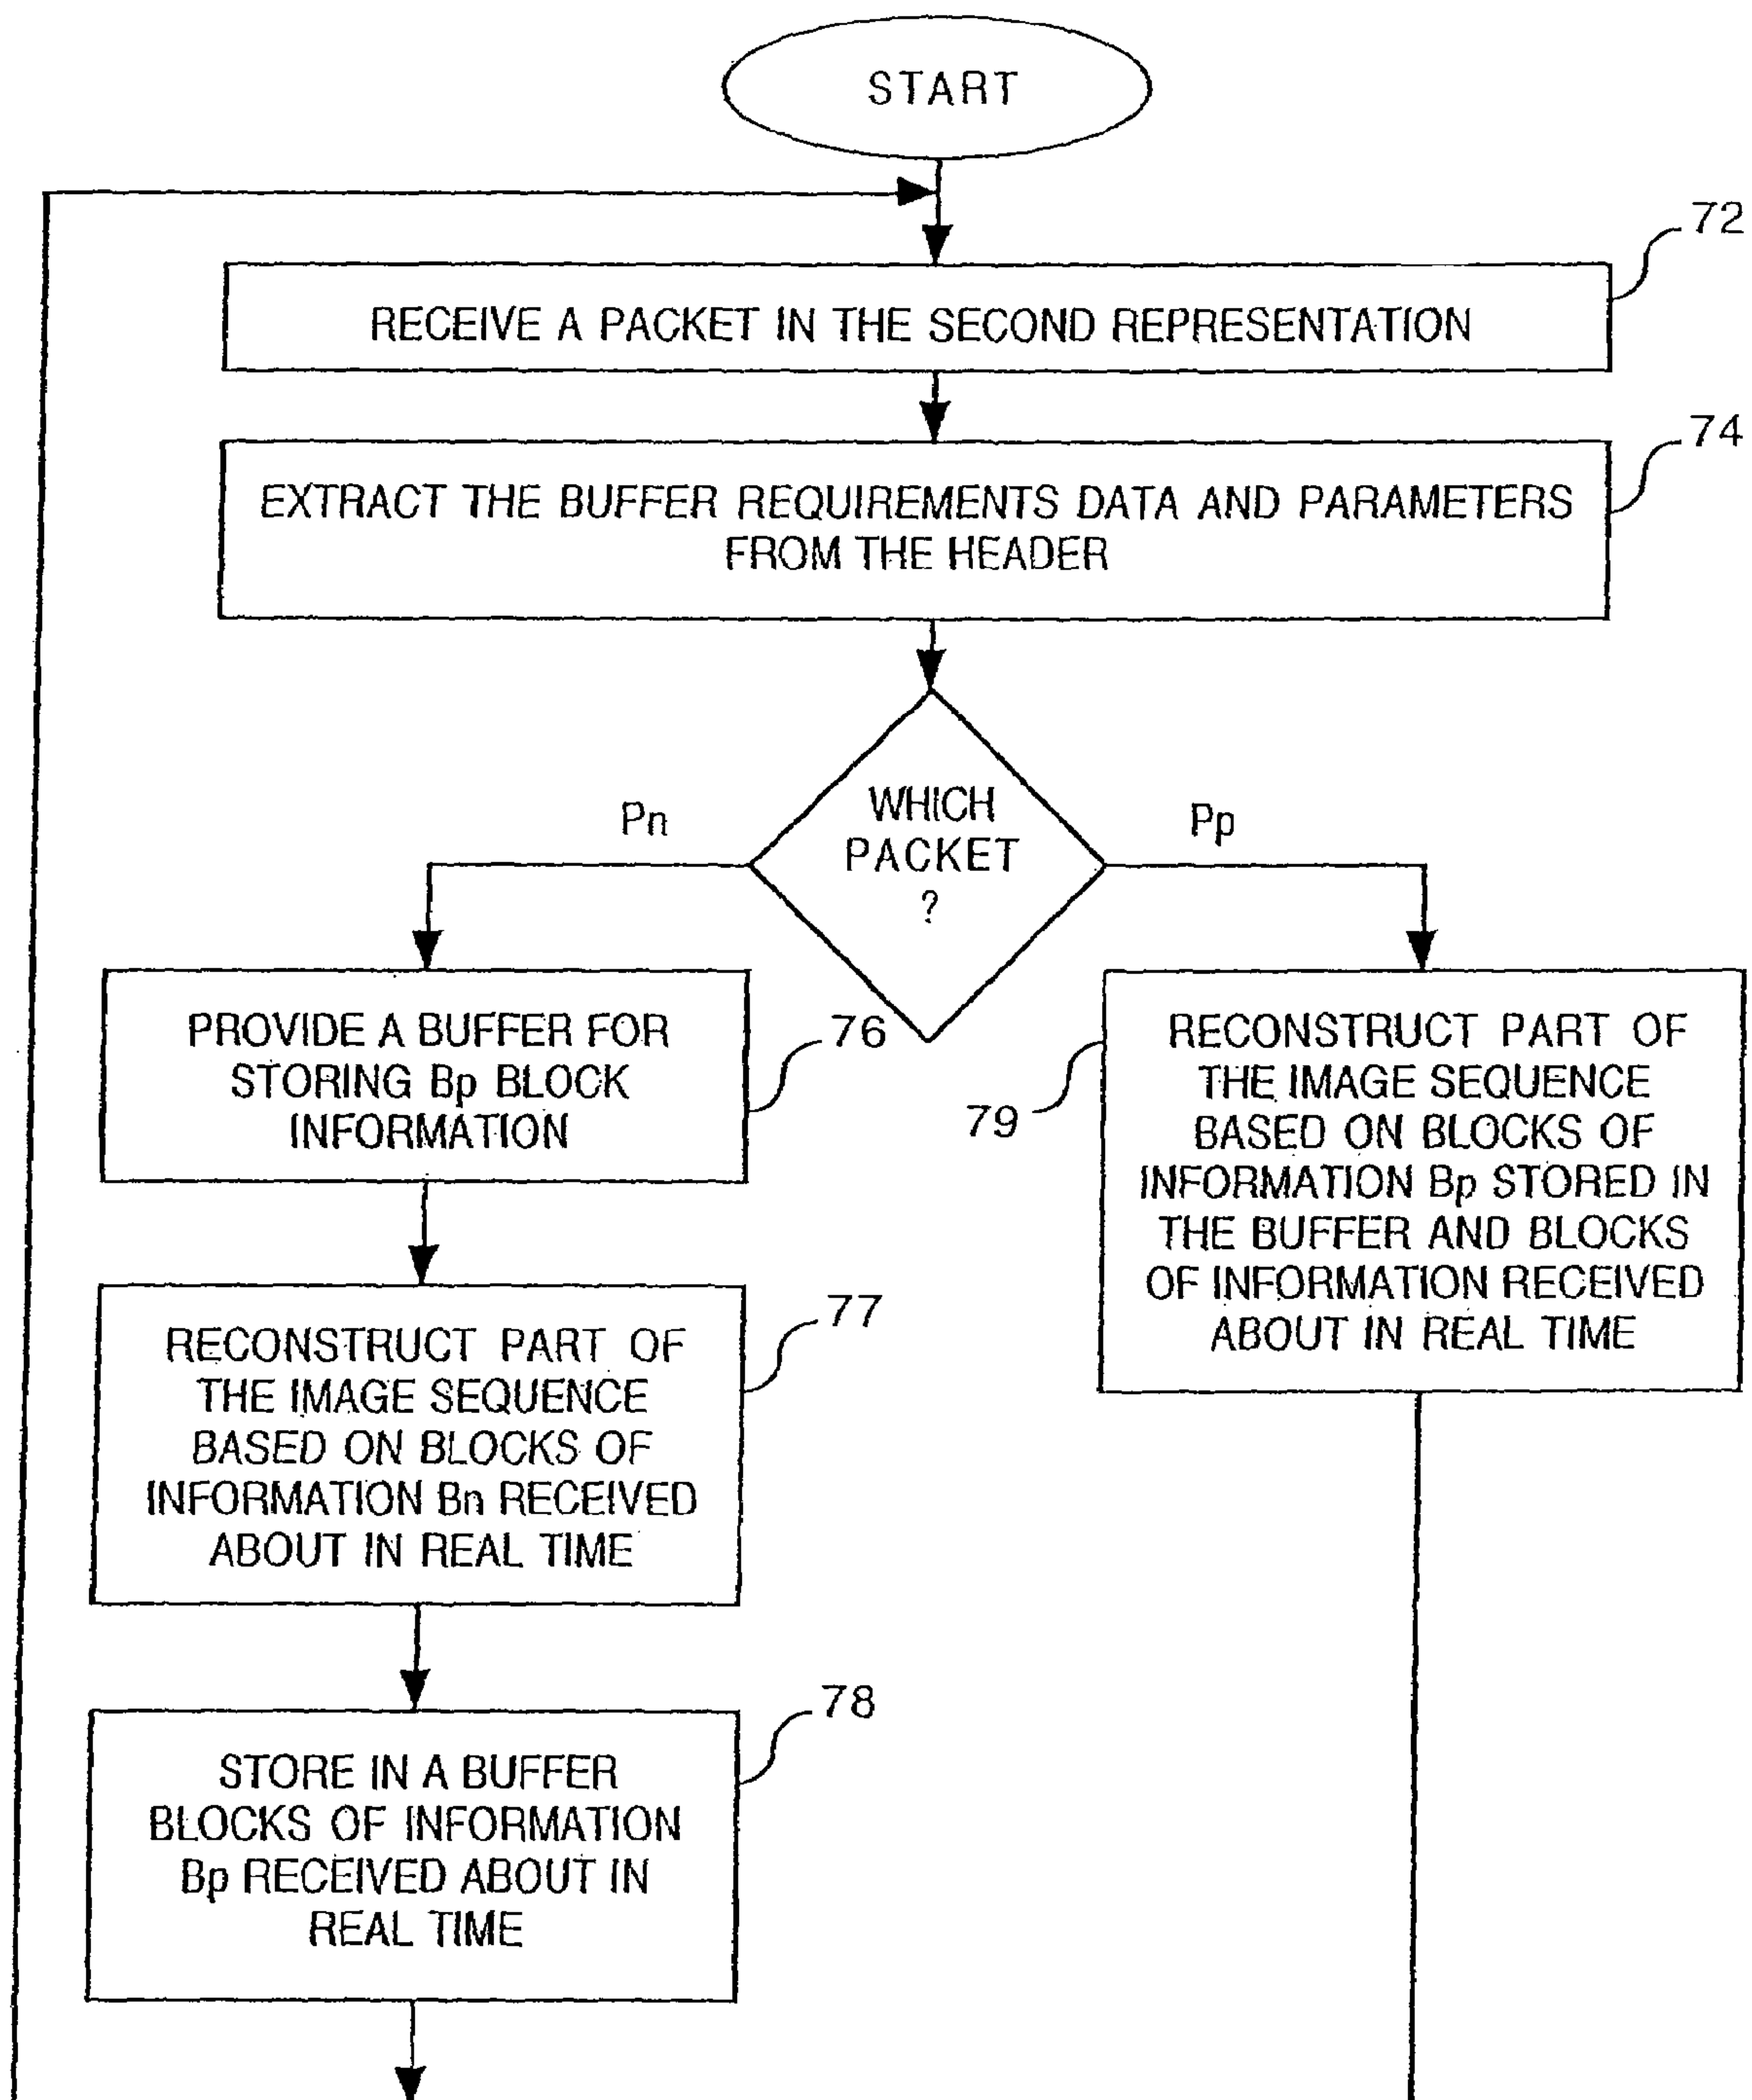 START
72
RECEIVE A PACKET IN THE SECOND REPRESENTATION
74
EXTRACT THE BUFFER REQUIREMENTS DATA AND PARAMETERS
FROM THE HEADER
WHICH
PACKET
?
Pn
Pp
PROVIDE A BUFFER FOR
STORING Bp BLOCK
INFORMATION
76
RECONSTRUCT PART OF
THE IMAGE SEQUENCE
BASED ON BLOCKS OF
INFORMATION Bn RECEIVED
ABOUT IN REAL TIME
77
STORE IN A BUFFER
BLOCKS OF INFORMATION
Bp RECEIVED ABOUT IN
REAL TIME
78
79
RECONSTRUCT PART OF
THE IMAGE SEQUENCE
BASED ON BLOCKS OF
INFORMATION Bp STORED IN
THE BUFFER AND BLOCKS
OF INFORMATION RECEIVED
ABOUT IN REAL TIME